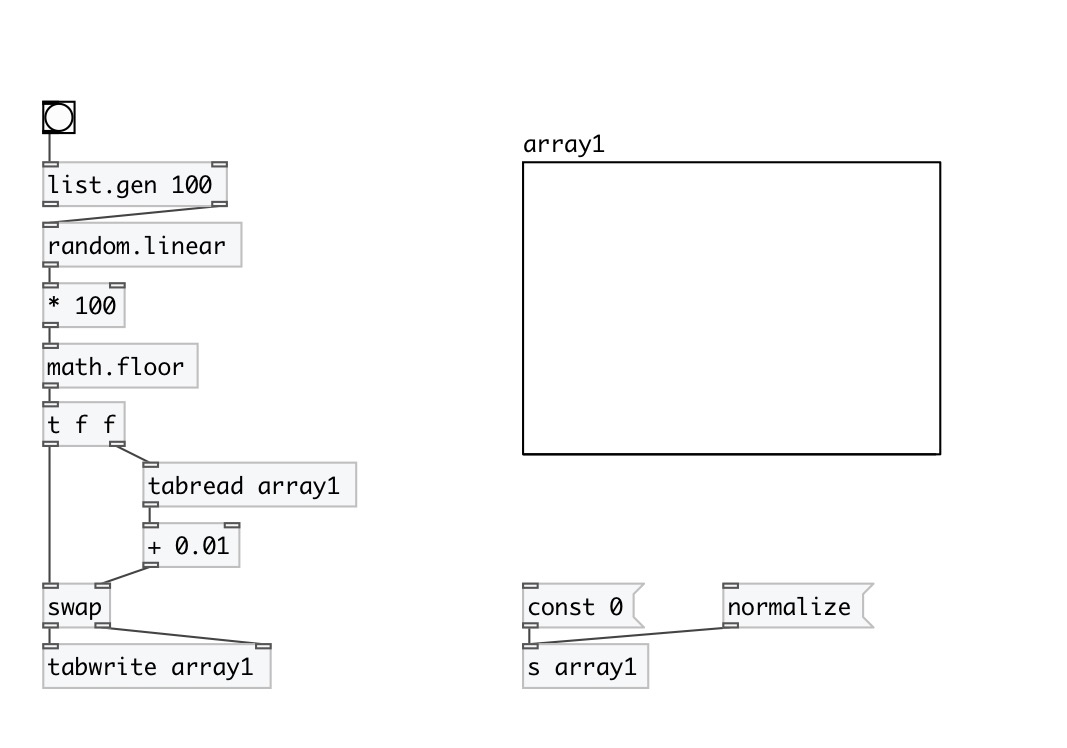 array1
list.gen 100
random.linear
* 100
math.floor
t f f
tabread array1
+ 0.01
swap
const 0
normalize
tabwrite array1
s array1